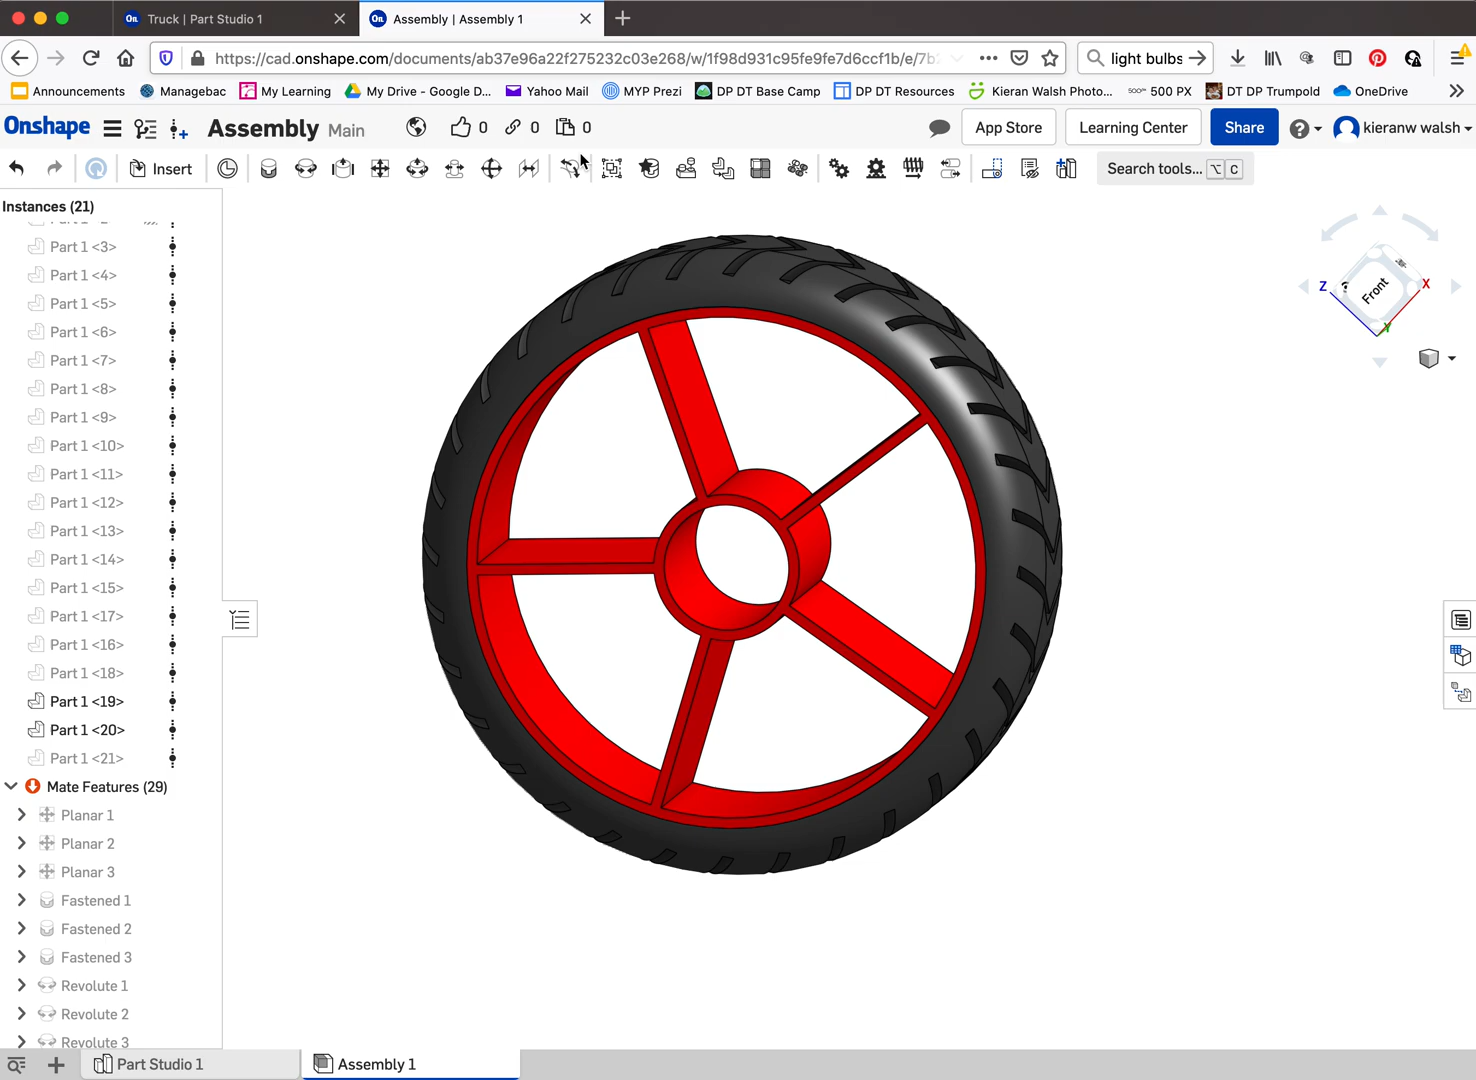 Truck | Part Studio 1
Assembly | Assembly 1
https://cad.onshape.com/documents/ab37e96a22f275232c03e268/w/1f98d931c95fe9fe7d6ccf1b/e/7b
light bulbs
Announcements
Managebac
My Learning
My Drive - Google D...
Yahoo Mail
MYP Prezi
DP DT Base Camp
DP DT Resources
Kieran Walsh Photo...
500 PX
DT DP Trumpold
OneDrive
Onshape
Assembly Main
0
0
0
App Store
Learning Center
Share
kieranw walsh
Insert
Search tools... ⌥ C
Instances (21)
Part 1 <3>
Part 1 <4>
Part 1 <5>
Part 1 <6>
Part 1 <7>
Part 1 <8>
Part 1 <9>
Part 1 <10>
Part 1 <11>
Part 1 <12>
Part 1 <13>
Part 1 <14>
Part 1 <15>
Part 1 <17>
Part 1 <16>
Part 1 <18>
Part 1 <19>
Part 1 <20>
Part 1 <21>
Mate Features (29)
Planar 1
Planar 2
Planar 3
Fastened 1
Fastened 2
Fastened 3
Revolute 1
Revolute 2
Revolute 3
Z
Front
X
Y
Part Studio 1
Assembly 1